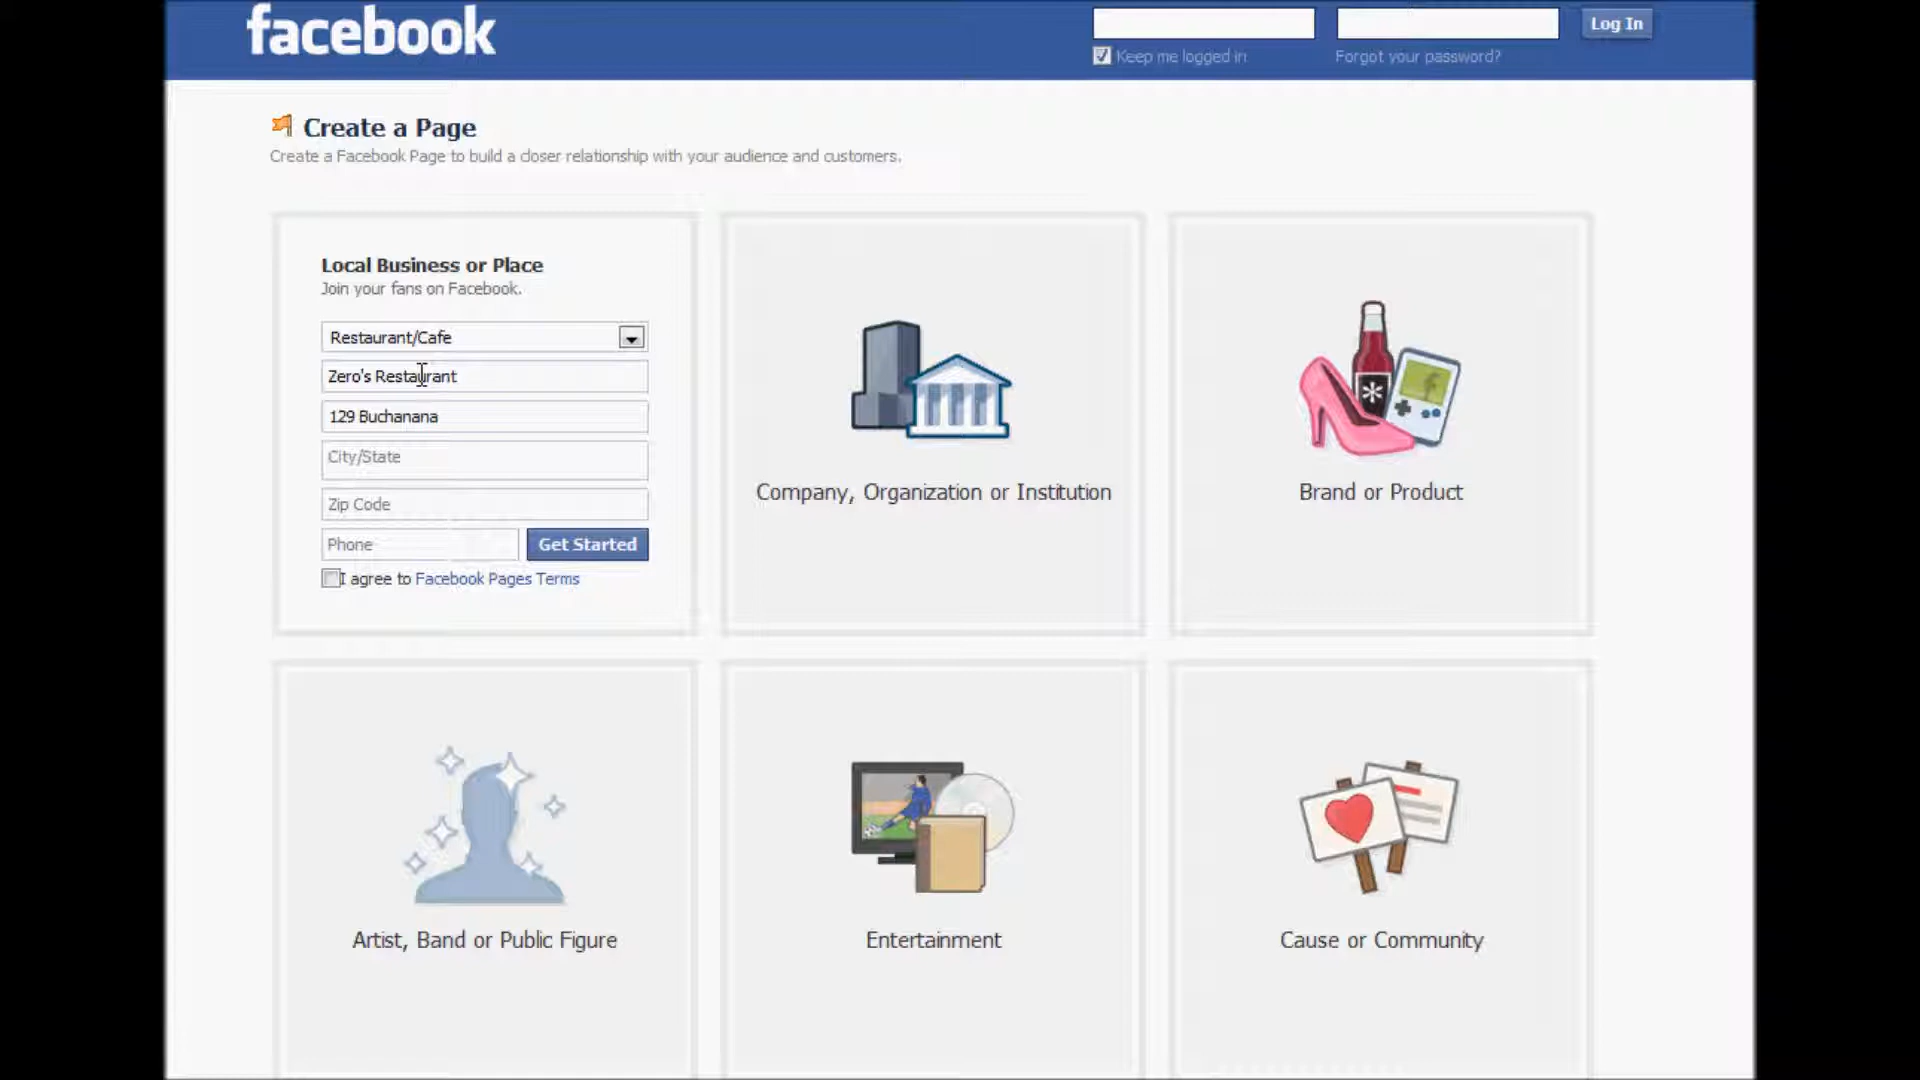 facebook
Log In
Keep me logged in
Forgot your password?
Create a Page
Create a Facebook Page to build a closer relationship with your audience and customers.
Local Business or Place
Join your fans on Facebook.
Restaurant/Cafe
Zero's Restaurant
129 Buchanana
City/State
Zip Code
Phone
Get Started
I agree to Facebook Pages Terms
Company, Organization or Institution
Brand or Product
Artist, Band or Public Figure
Entertainment
Cause or Community